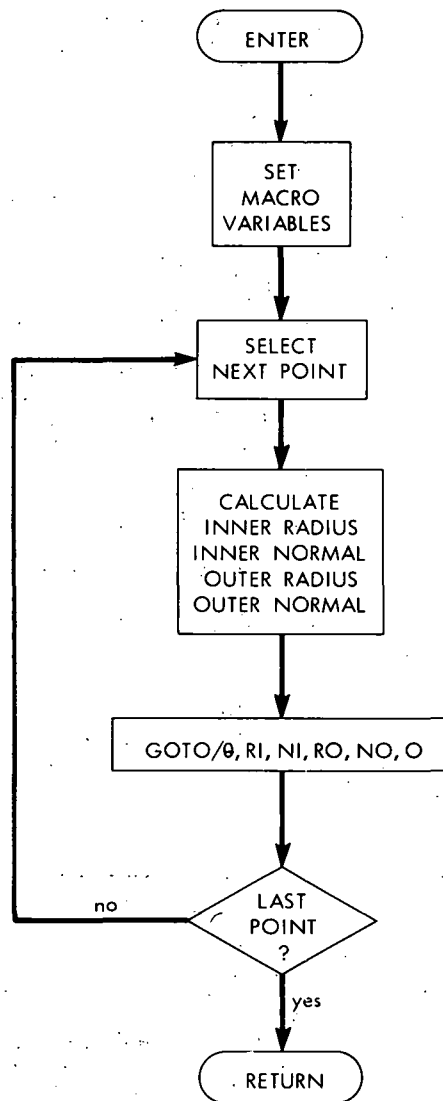 ENTER
SET
MACRO
VARIABLES
SELECT
NEXT POINT
CALCULATE
INNER RADIUS
INNER NORMAL
OUTER RADIUS
OUTER NORMAL
GOTO/θ, RI, NI, RO, NO, O
no
LAST
POINT
?
yes
RETURN